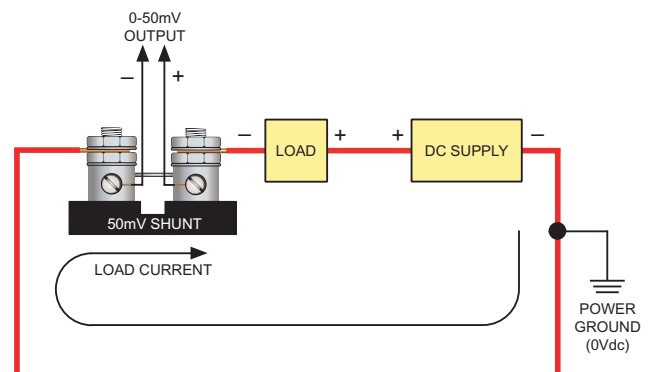 0-50mV
OUTPUT
– +
– LOAD + + DC SUPPLY –
50mV SHUNT
LOAD CURRENT
POWER
GROUND
(0Vdc)